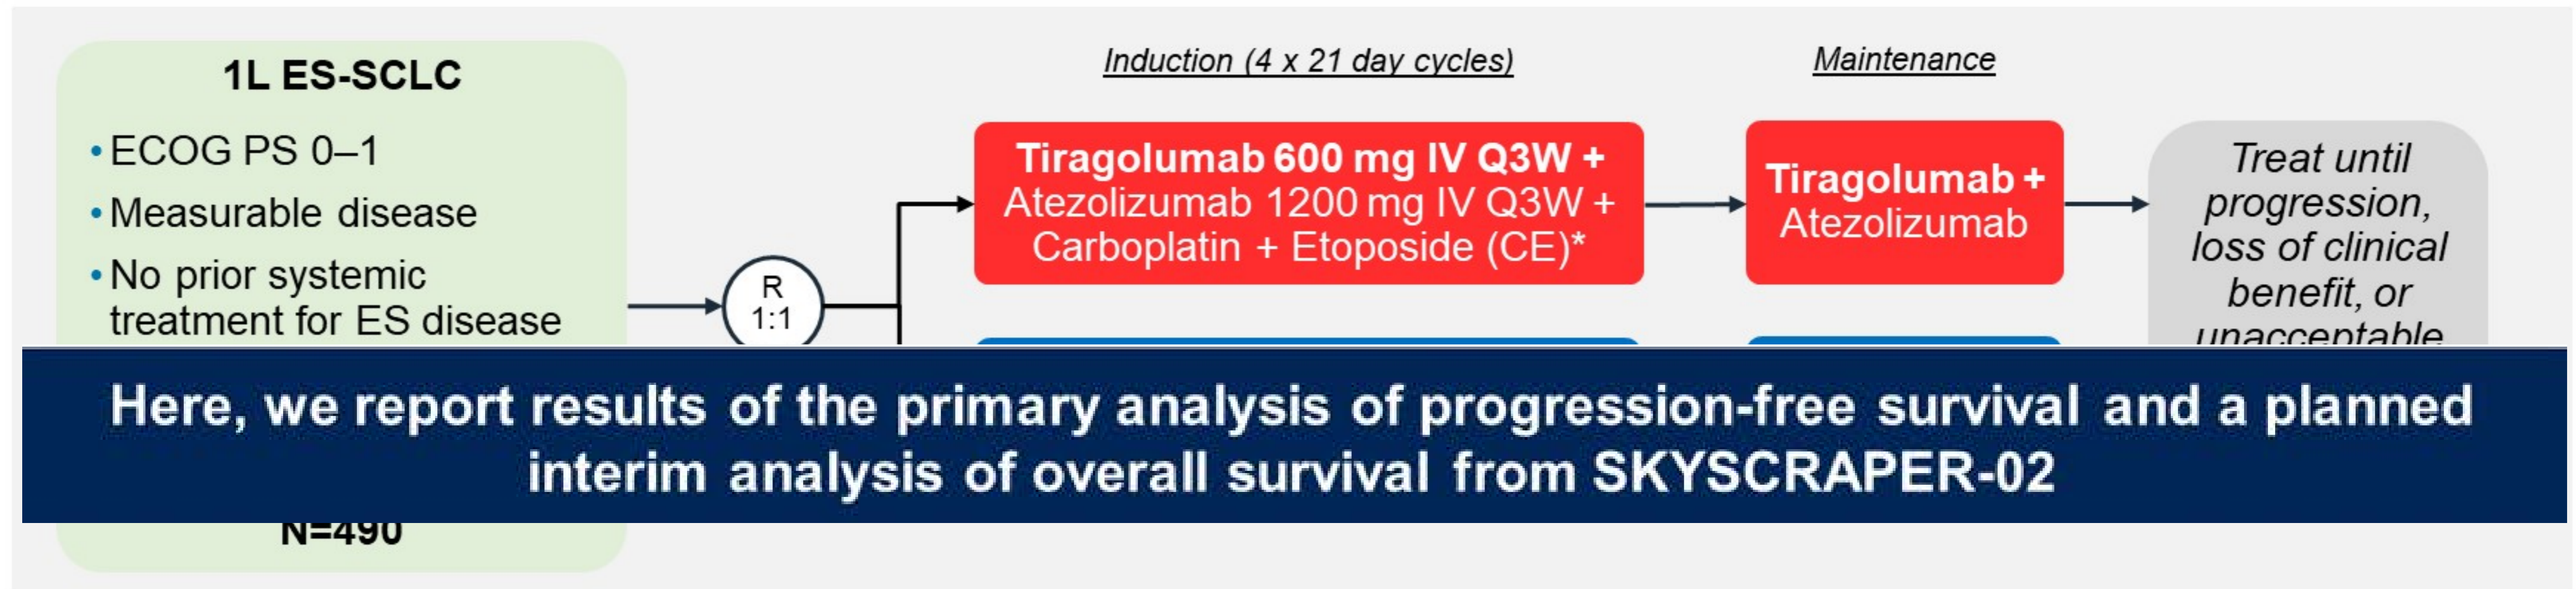 1L ES-SCLC
• ECOG PS 0–1
• Measurable disease
• No prior systemic
treatment for ES disease
R
1:1
Induction (4 x 21 day cycles)
Tiragolumab 600 mg IV Q3W +
Atezolizumab 1200 mg IV Q3W +
Carboplatin + Etoposide (CE)*
Maintenance
Tiragolumab +
Atezolizumab
Treat until
progression,
loss of clinical
benefit, or
unacceptable
Here, we report results of the primary analysis of progression-free survival and a planned
interim analysis of overall survival from SKYSCRAPER-02
N=490